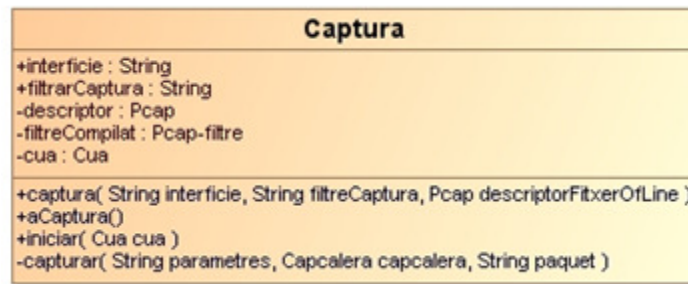 Captura
+interficie : String
+filtrarCaptura : String
-descriptor : Pcap
-filtreCompilat : Pcap-filtre
-cua : Cua
+captura( String interficie, String filtreCaptura, Pcap descriptorFitxerOfLine )
+aCaptura()
+iniciar( Cua cua )
-capturar( String parametres, Capcalera capcalera, String paquet )